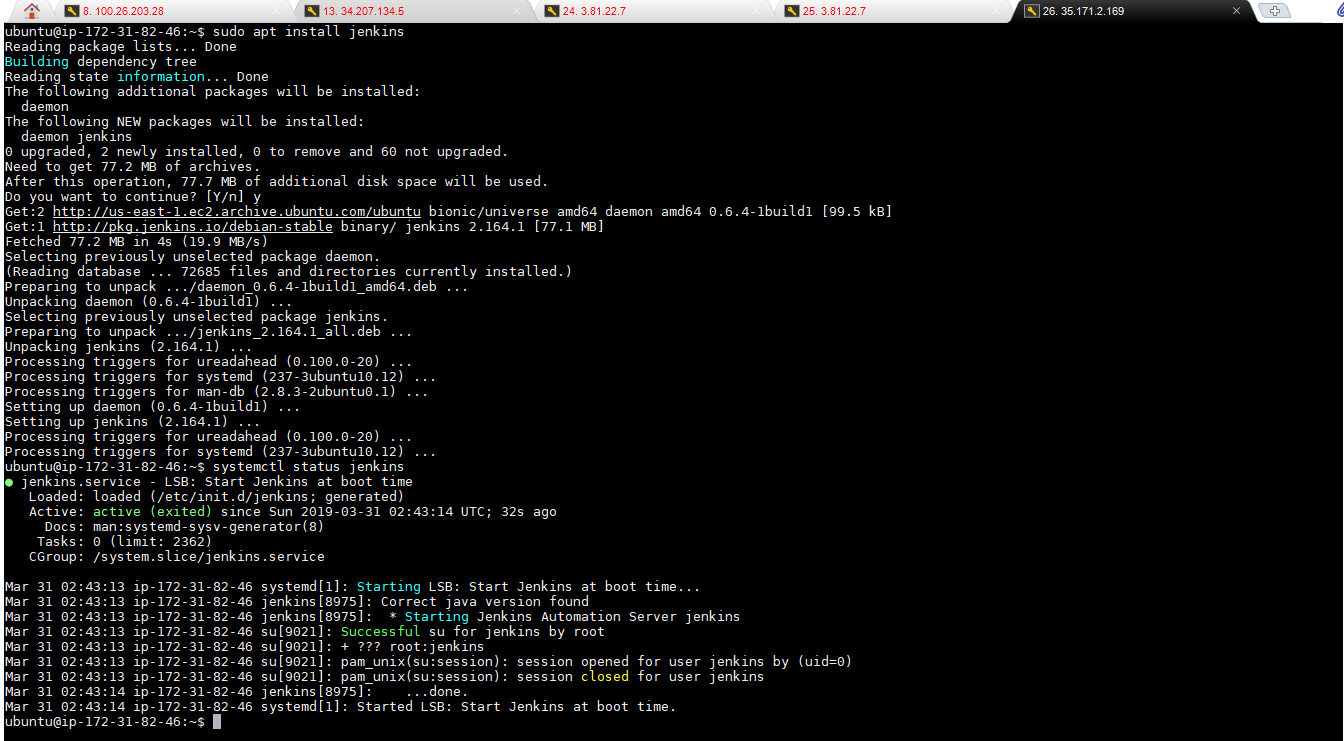 8. 100.26.203.28
13. 34.207.134.5
24. 3.81.22.7
25. 3.81.22.7
26. 35.171.2.169
ubuntu@ip-172-31-82-46:~$ sudo apt install jenkins
Reading package lists... Done
Building dependency tree
Reading state information... Done
The following additional packages will be installed:
  daemon
The following NEW packages will be installed:
  daemon jenkins
0 upgraded, 2 newly installed, 0 to remove and 60 not upgraded.
Need to get 77.2 MB of archives.
After this operation, 77.7 MB of additional disk space will be used.
Do you want to continue? [Y/n] y
Get:2 http://us-east-1.ec2.archive.ubuntu.com/ubuntu bionic/universe amd64 daemon amd64 0.6.4-1build1 [99.5 kB]
Get:1 http://pkg.jenkins.io/debian-stable binary/ jenkins 2.164.1 [77.1 MB]
Fetched 77.2 MB in 4s (19.9 MB/s)
Selecting previously unselected package daemon.
(Reading database ... 72685 files and directories currently installed.)
Preparing to unpack .../daemon_0.6.4-1build1_amd64.deb ...
Unpacking daemon (0.6.4-1build1) ...
Selecting previously unselected package jenkins.
Preparing to unpack .../jenkins_2.164.1_all.deb ...
Unpacking jenkins (2.164.1) ...
Processing triggers for ureadahead (0.100.0-20) ...
Processing triggers for systemd (237-3ubuntu10.12) ...
Processing triggers for man-db (2.8.3-2ubuntu0.1) ...
Setting up daemon (0.6.4-1build1) ...
Setting up jenkins (2.164.1) ...
Processing triggers for ureadahead (0.100.0-20) ...
Processing triggers for systemd (237-3ubuntu10.12) ...
ubuntu@ip-172-31-82-46:~$ systemctl status jenkins
● jenkins.service - LSB: Start Jenkins at boot time
   Loaded: loaded (/etc/init.d/jenkins; generated)
   Active: active (exited) since Sun 2019-03-31 02:43:14 UTC; 32s ago
     Docs: man:systemd-sysv-generator(8)
    Tasks: 0 (limit: 2362)
   CGroup: /system.slice/jenkins.service
Mar 31 02:43:13 ip-172-31-82-46 systemd[1]: Starting LSB: Start Jenkins at boot time...
Mar 31 02:43:13 ip-172-31-82-46 jenkins[8975]: Correct java version found
Mar 31 02:43:13 ip-172-31-82-46 jenkins[8975]:  * Starting Jenkins Automation Server jenkins
Mar 31 02:43:13 ip-172-31-82-46 su[9021]: Successful su for jenkins by root
Mar 31 02:43:13 ip-172-31-82-46 su[9021]: + ??? root:jenkins
Mar 31 02:43:13 ip-172-31-82-46 su[9021]: pam_unix(su:session): session opened for user jenkins by (uid=0)
Mar 31 02:43:13 ip-172-31-82-46 su[9021]: pam_unix(su:session): session closed for user jenkins
Mar 31 02:43:14 ip-172-31-82-46 jenkins[8975]:    ...done.
Mar 31 02:43:14 ip-172-31-82-46 systemd[1]: Started LSB: Start Jenkins at boot time.
ubuntu@ip-172-31-82-46:~$